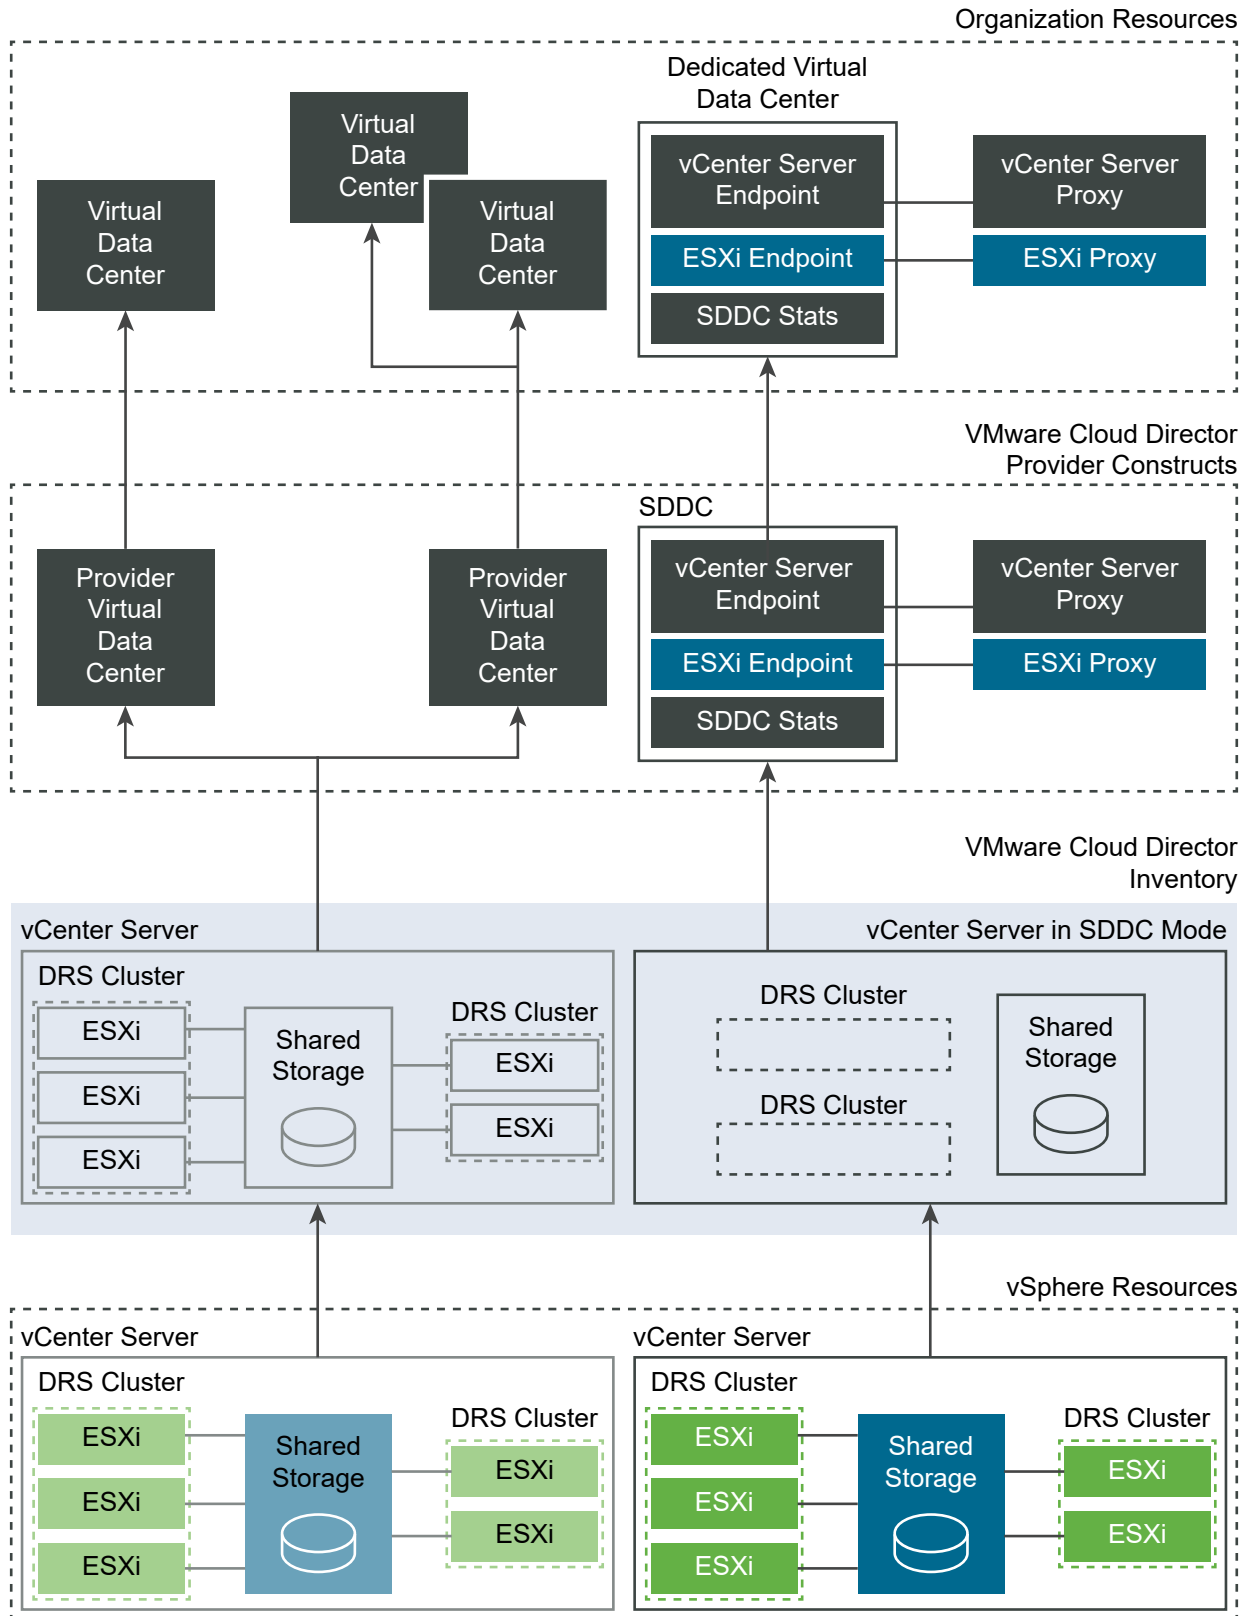 Organization Resources
Dedicated Virtual
Data Center
Virtual
Data
Center
Virtual
Data
Center
Virtual
Data
Center
vCenter Server
Endpoint
ESXi Endpoint
SDDC Stats
vCenter Server
Proxy
ESXi Proxy
VMware Cloud Director
Provider Constructs
Provider
Virtual
Data
Center
Provider
Virtual
Data
Center
SDDC
vCenter Server
Endpoint
ESXi Endpoint
SDDC Stats
vCenter Server
Proxy
ESXi Proxy
VMware Cloud Director
Inventory
vCenter Server
DRS Cluster
ESXi
ESXi
ESXi
Shared
Storage
DRS Cluster
ESXi
ESXi
vCenter Server in SDDC Mode
DRS Cluster
DRS Cluster
Shared
Storage
vSphere Resources
vCenter Server
DRS Cluster
ESXi
ESXi
ESXi
Shared
Storage
DRS Cluster
ESXi
ESXi
vCenter Server
DRS Cluster
ESXi
ESXi
ESXi
Shared
Storage
DRS Cluster
ESXi
ESXi